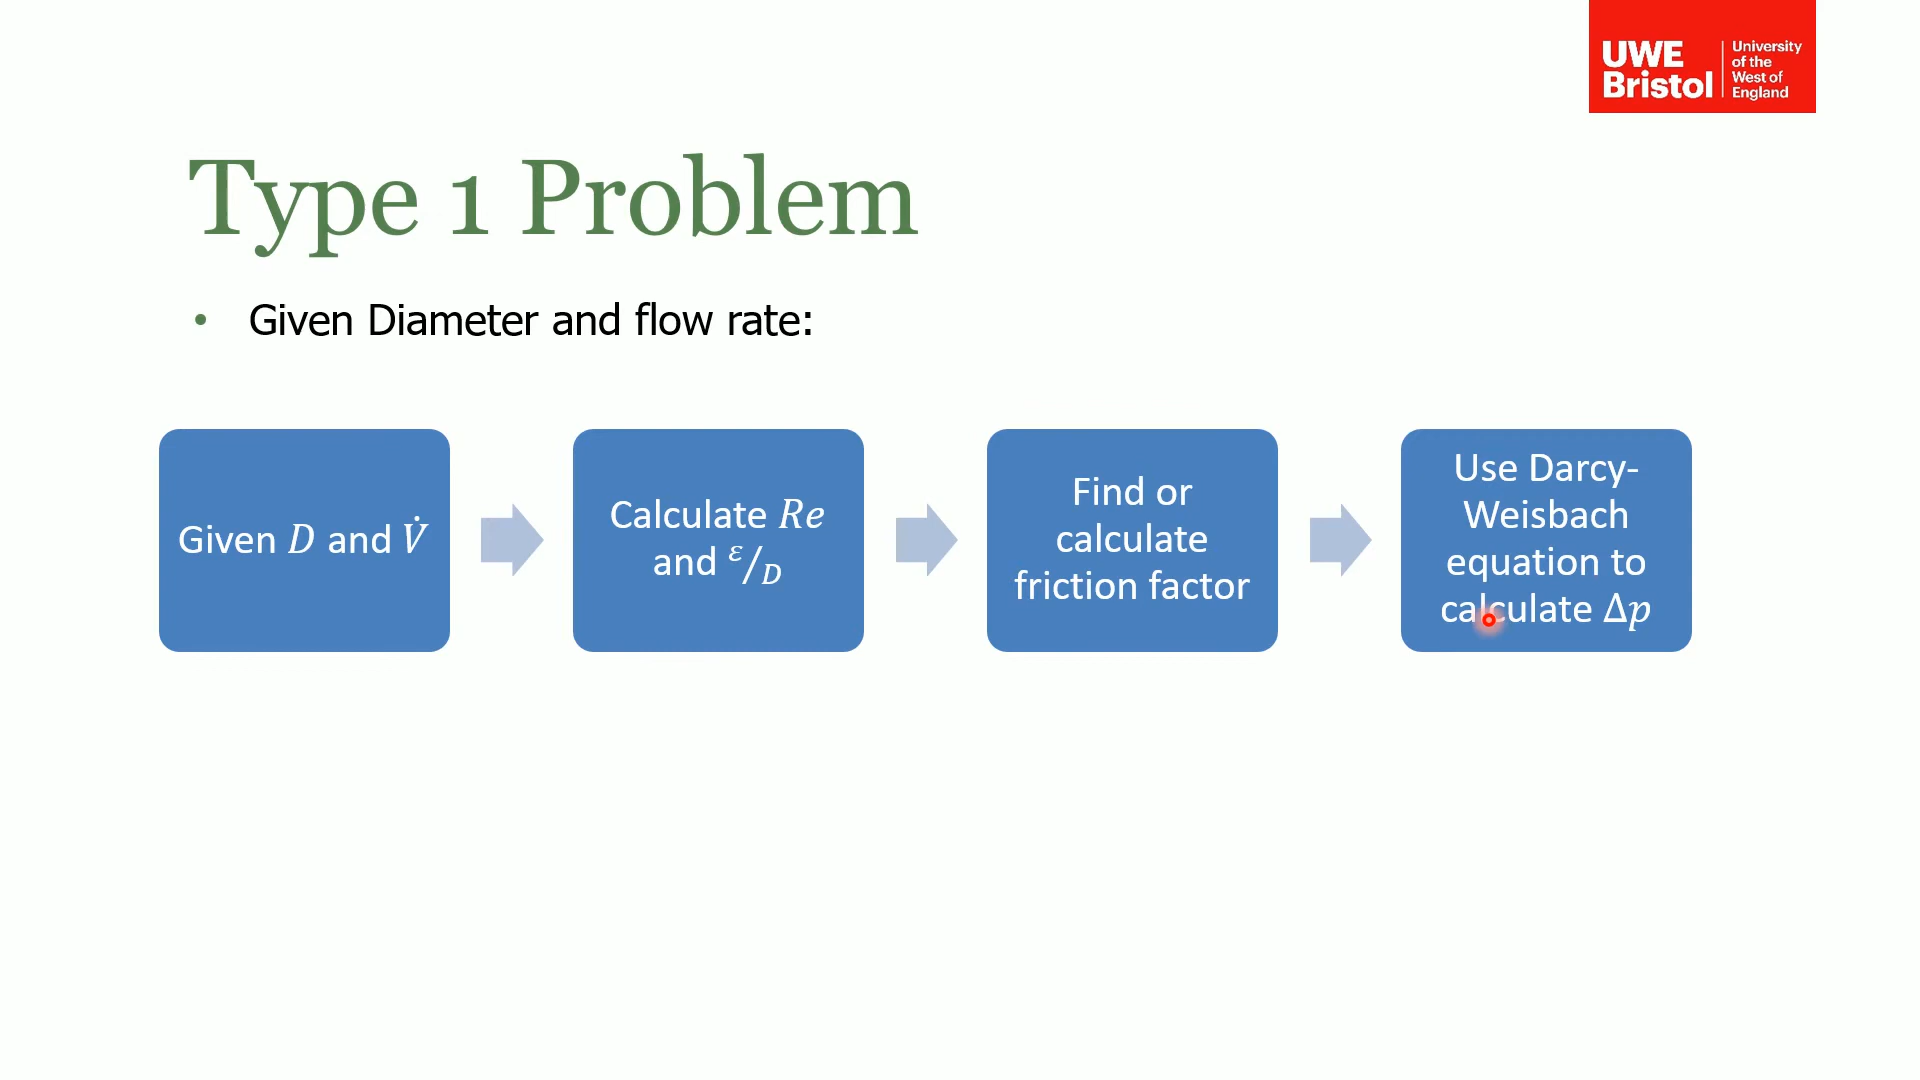 UWE
Bristol
University
of the
West of
England
Type 1 Problem
• Given Diameter and flow rate:
Given D and V̇
Calculate Re
and ε/D
Find or
calculate
friction factor
Use Darcy-
Weisbach
equation to
calculate Δp